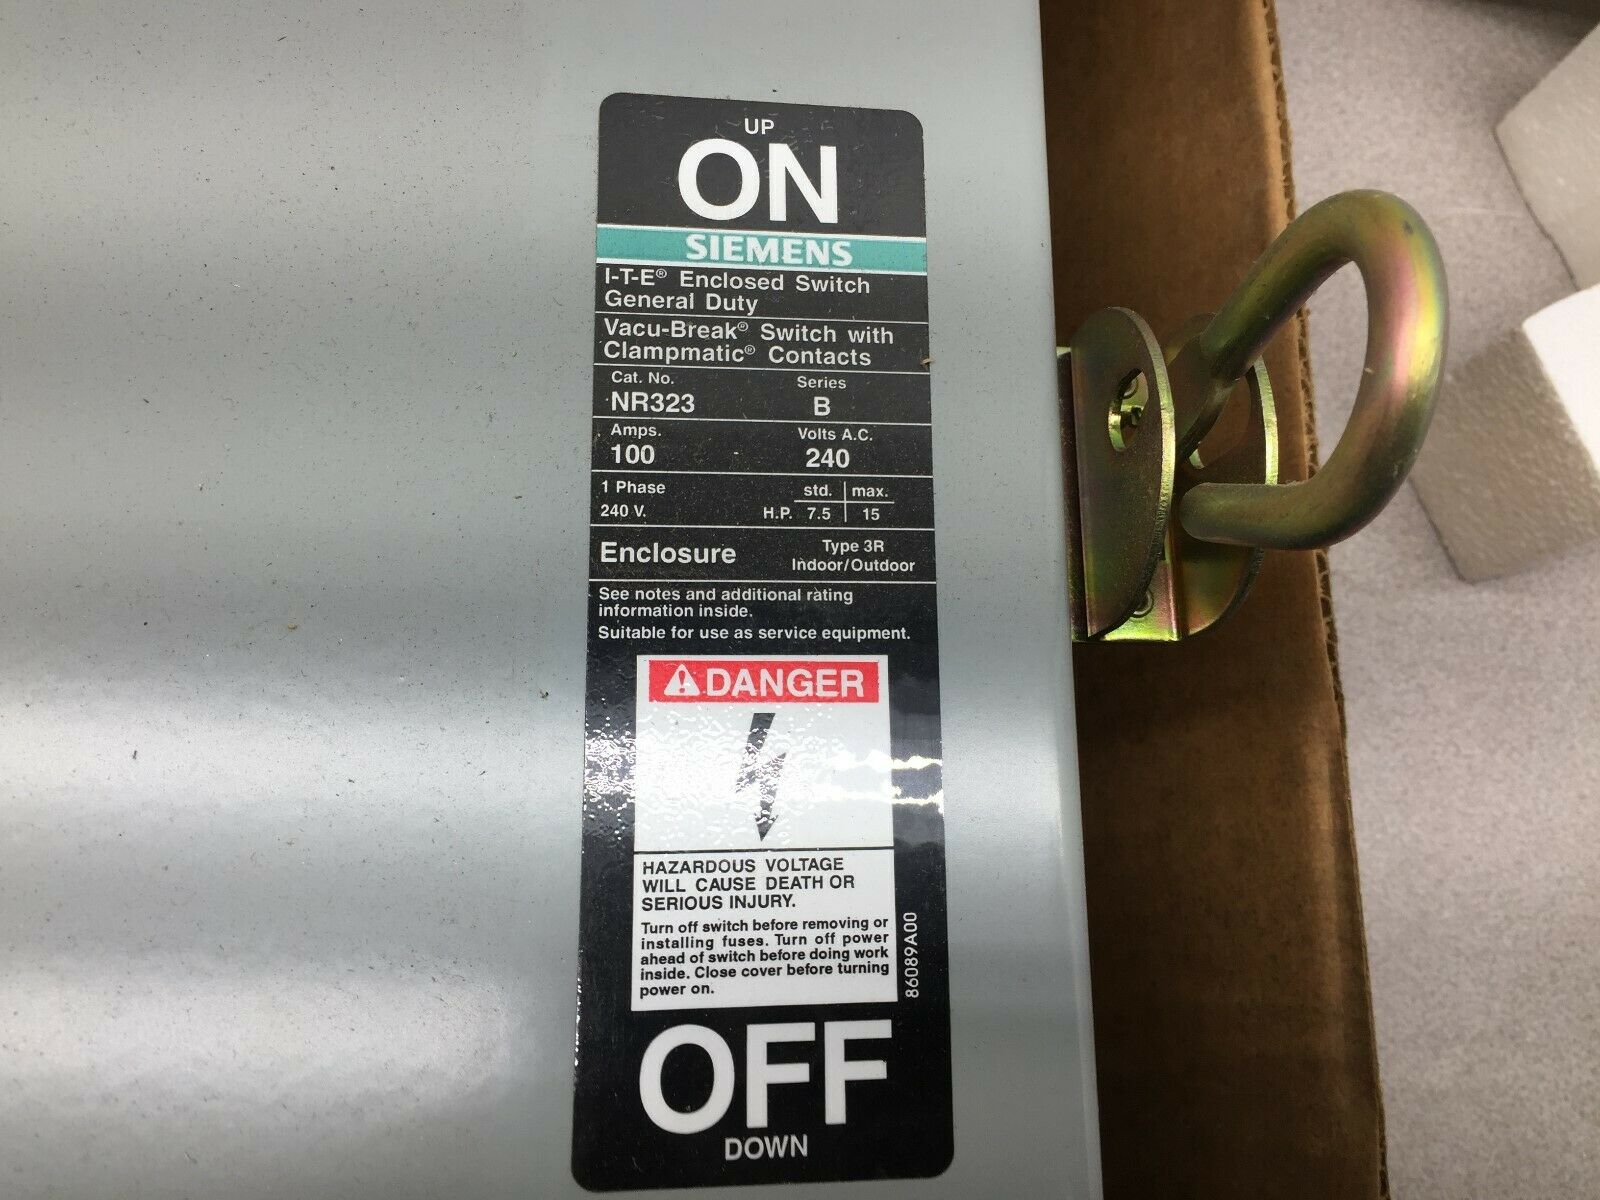 UP
ON
SIEMENS
I-T-E® Enclosed Switch
General Duty
Vacu-Break® Switch with
Clampmatic® Contacts
Cat. No. Series
NR323 B
Amps. Volts A.C.
100 240
1 Phase std. max.
240 V. H.P. 7.5 15
Enclosure Type 3R
Indoor/Outdoor
See notes and additional rating
information inside.
Suitable for use as service equipment.
DANGER
HAZARDOUS VOLTAGE
WILL CAUSE DEATH OR
SERIOUS INJURY.
Turn off switch before removing or
installing fuses. Turn off power
ahead of switch before doing work
inside. Close cover before turning
power on.
86089A00
OFF
DOWN